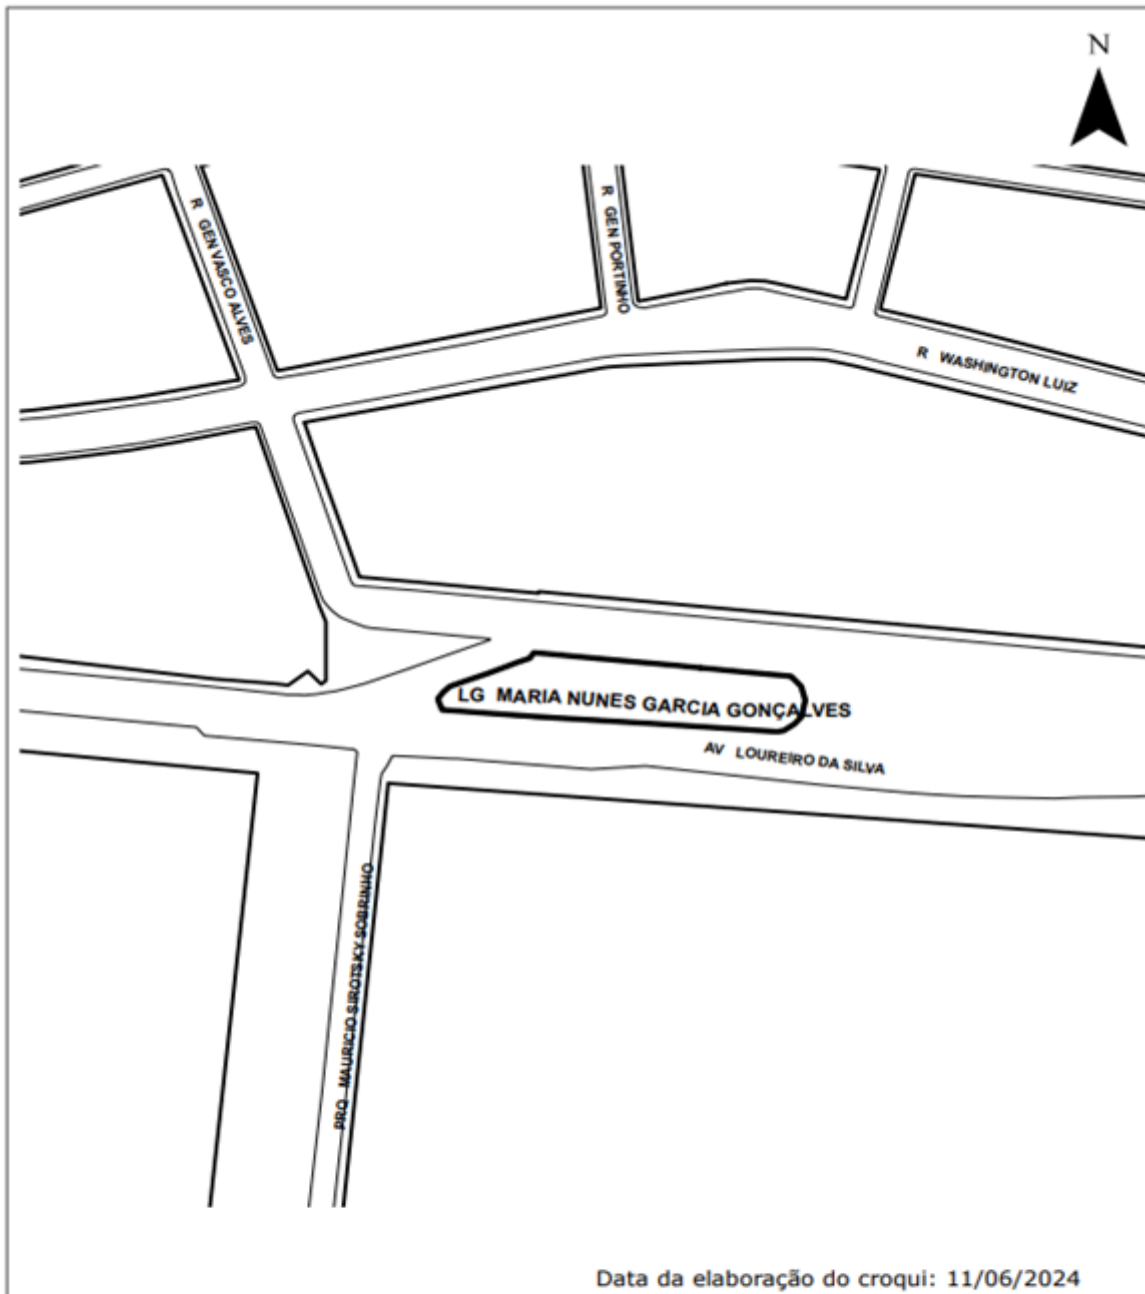 N
R GEN VASCO ALVES
R GEN PORTINHO
R WASHINGTON LUIZ
LG MARIA NUNES GARCIA GONÇALVES
AV LOUREIRO DA SILVA
PRQ MAURICIO SIROTSKY SOBRINHO
Data da elaboração do croqui: 11/06/2024